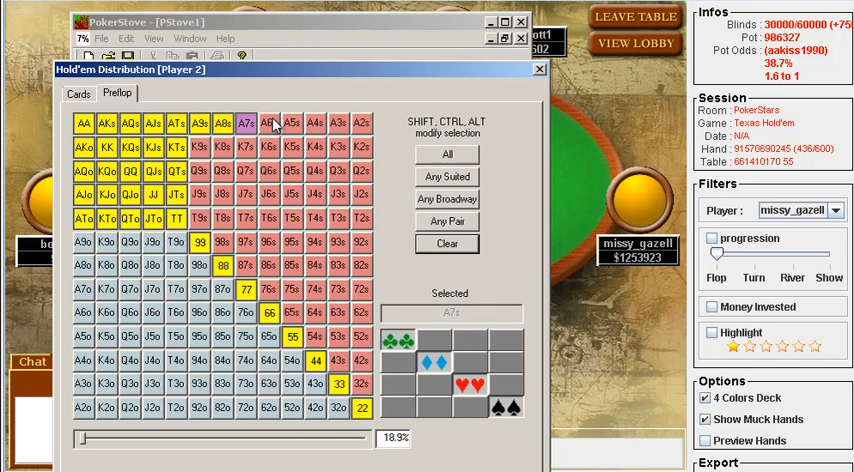 PokerStove - [PStove1]
7% File Edit View Window Help
ott1
602
LEAVE TABLE
VIEW LOBBY
Hold'em Distribution [Player 2]
Cards Preflop
AA AKs AQs AJs ATs A9s A8s A7s A6 A5s A4s A3s A2s
AKo KK KQs KJs KTs K9s K8s K7s K6s K5s K4s K3s K2s
AQo KQo QQ QJs QTs Q9s Q8s Q7s Q6s Q5s Q4s Q3s Q2s
AJo KJo QJo JJ JTs J9s J8s J7s J6s J5s J4s J3s J2s
ATo KTo QTo JTo TT T9s T8s T7s T6s T5s T4s T3s T2s
A9o K9o Q9o J9o T9o 99 98s 97s 96s 95s 94s 93s 92s
A8o K8o Q8o J8o T8o 98o 88 87s 86s 85s 84s 83s 82s
A7o K7o Q7o J7o T7o 97o 87o 77 76s 75s 74s 73s 72s
A6o K6o Q6o J6o T6o 96o 86o 76o 66 65s 64s 63s 62s
A5o K5o Q5o J5o T5o 95o 85o 75o 65o 55 54s 53s 52s
A4o K4o Q4o J4o T4o 94o 84o 74o 64o 54o 44 43s 42s
A3o K3o Q3o J3o T3o 93o 83o 73o 63o 53o 43o 33 32s
A2o K2o Q2o J2o T2o 92o 82o 72o 62o 52o 42o 32o 22
18.9%
SHIFT, CTRL, ALT
modify selection
All
Any Suited
Any Broadway
Any Pair
Clear
Selected
A7s
bo
$
Chat
missy_gazell
$1253923
Infos
Blinds : 30000/60000 (+750
Pot : 986327
Pot Odds : (aakiss1990)
38.7%
1.6 to 1
Session
Room : PokerStars
Game : Texas Hold'em
Date : N/A
Hand : 91570690245 (436/600)
Table : 661410170 55
Filters
Player : missy_gazell
progression
Flop Turn River Show
Money Invested
Highlight
Options
4 Colors Deck
Show Muck Hands
Preview Hands
Export